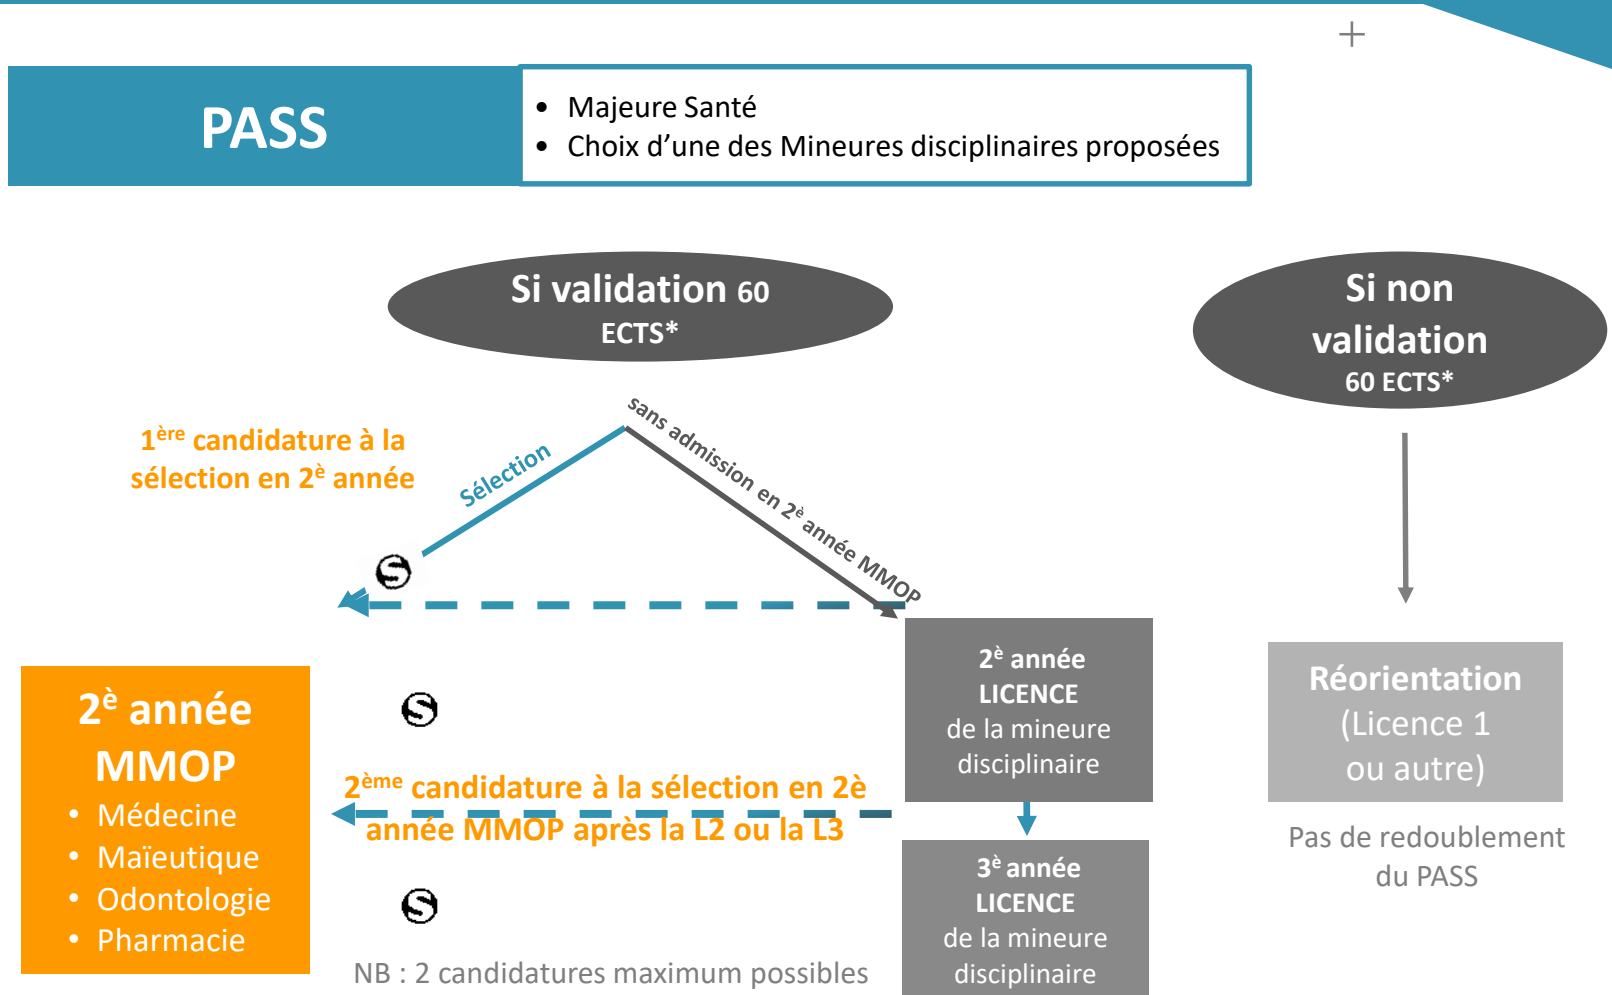 PASS
• Majeure Santé
• Choix d’une des Mineures disciplinaires proposées
Si validation 60
ECTS*
Si non
validation
60 ECTS*
1ère candidature à la
sélection en 2è année
Sélection
sans admission en 2è année MMOP
S
2è année
MMOP
• Médecine
• Maïeutique
• Odontologie
• Pharmacie
S
2ème candidature à la sélection en 2è
année MMOP après la L2 ou la L3
S
NB : 2 candidatures maximum possibles
2è année
LICENCE
de la mineure
disciplinaire
3è année
LICENCE
de la mineure
disciplinaire
Réorientation
(Licence 1
ou autre)
Pas de redoublement
du PASS